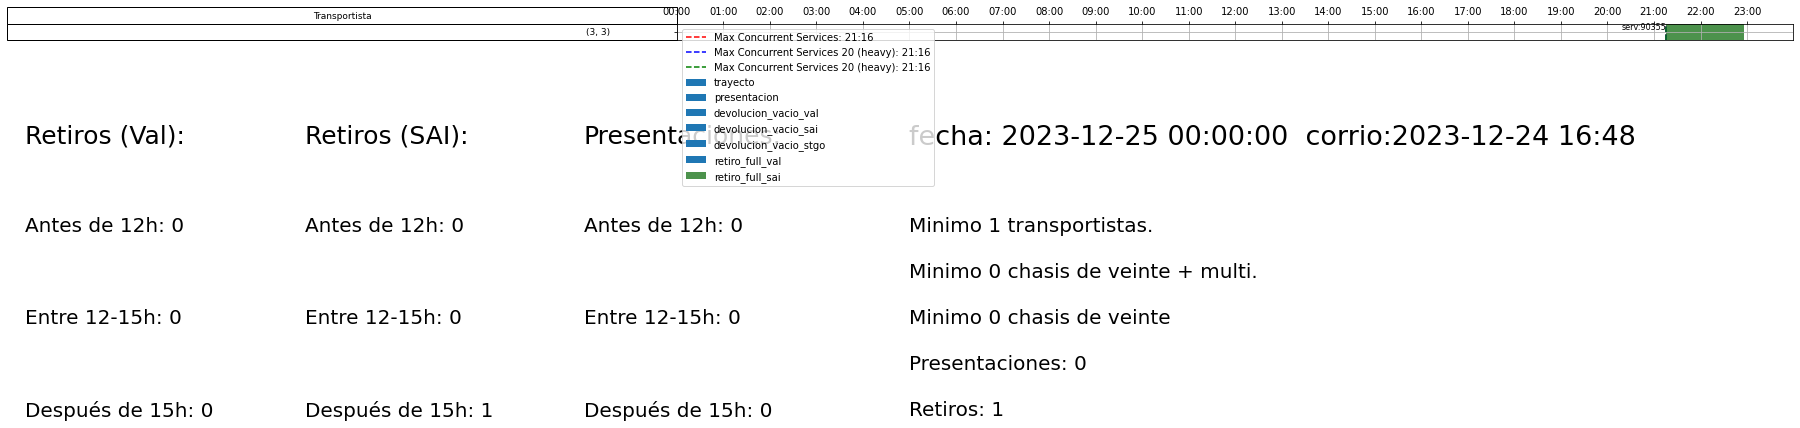 Transportista
00:00 01:00 02:00 03:00 04:00 05:00 06:00 07:00 08:00 09:00 10:00 11:00 12:00 13:00 14:00 15:00 16:00 17:00 18:00 19:00 20:00 21:00 22:00 23:00
(3, 3)
serv:90355
Max Concurrent Services: 21:16
Max Concurrent Services 20 (heavy): 21:16
Max Concurrent Services 20 (heavy): 21:16
trayecto
presentacion
devolucion_vacio_val
devolucion_vacio_sai
devolucion_vacio_stgo
retiro_full_val
retiro_full_sai
Retiros (Val): Retiros (SAI): Presentaciones: fecha: 2023-12-25 00:00:00 corrio:2023-12-24 16:48
Antes de 12h: 0 Antes de 12h: 0 Antes de 12h: 0 Minimo 1 transportistas.
Minimo 0 chasis de veinte + multi.
Entre 12-15h: 0 Entre 12-15h: 0 Entre 12-15h: 0 Minimo 0 chasis de veinte
Presentaciones: 0
Después de 15h: 0 Después de 15h: 1 Después de 15h: 0 Retiros: 1